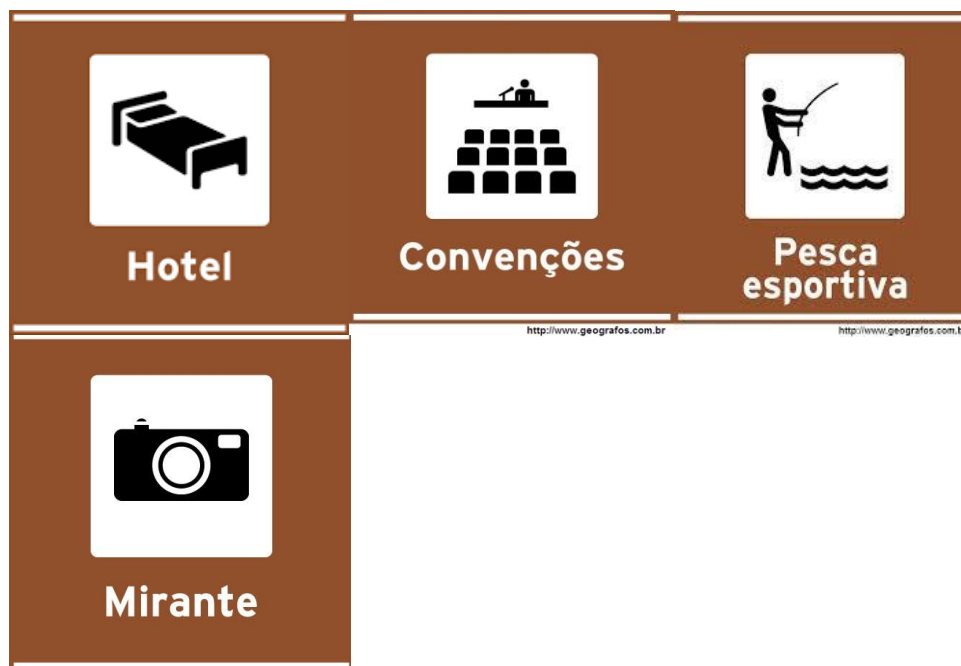 Hotel
Convenções
Pesca
esportiva
http://www.geografos.com.br
http://www.geografos.com.b
Mirante